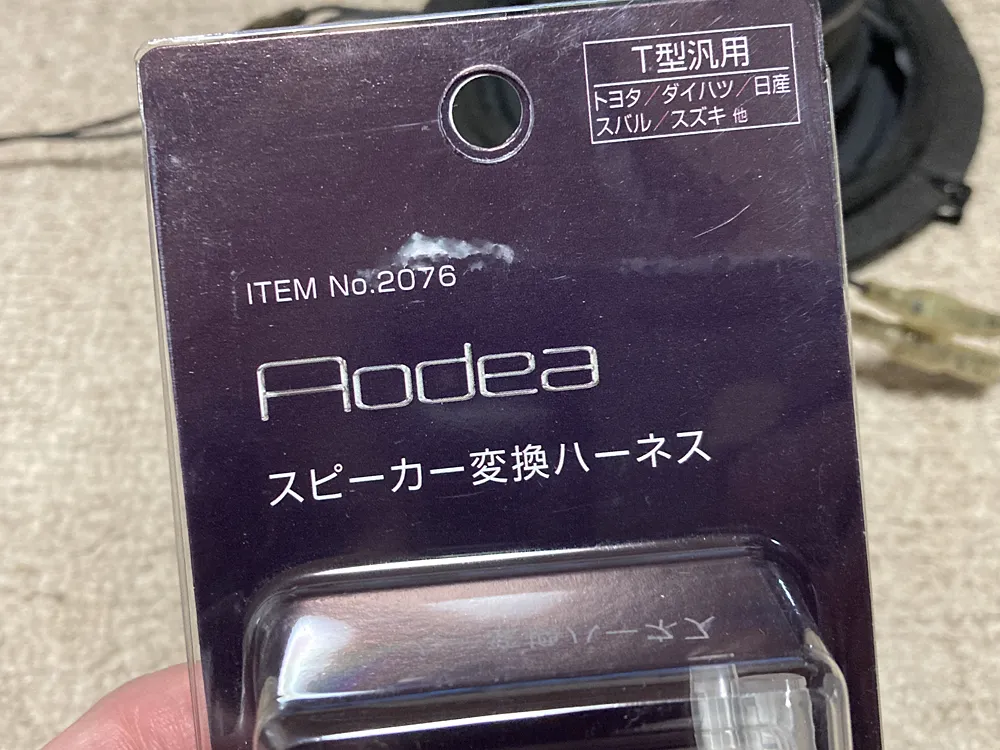 T型汎用
トヨタ/ダイハツ/日産
スバル/スズキ 他
ITEM No.2076
Aodea
スピーカー変換ハーネス